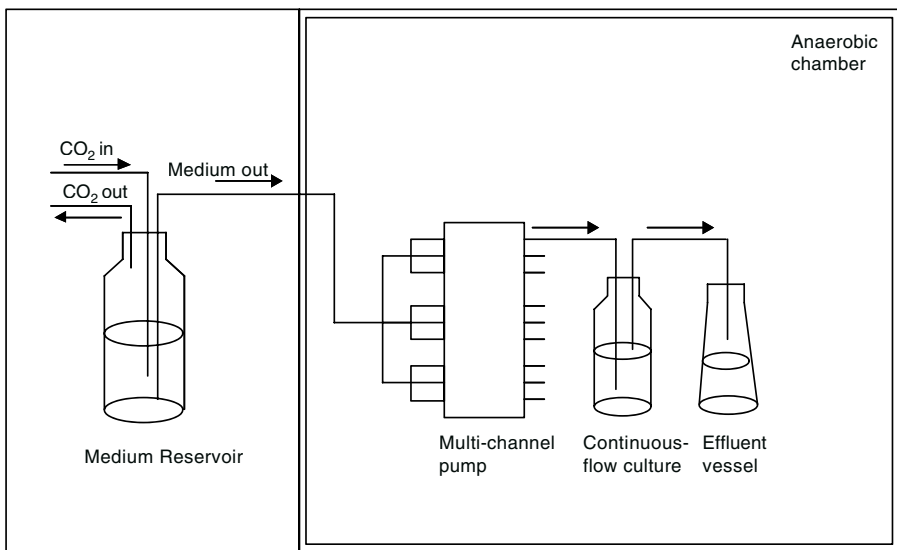 Anaerobic
chamber
CO₂ in
Medium out
CO₂ out
Medium Reservoir
Multi-channel
pump
Continuous-
flow culture
Effluent
vessel